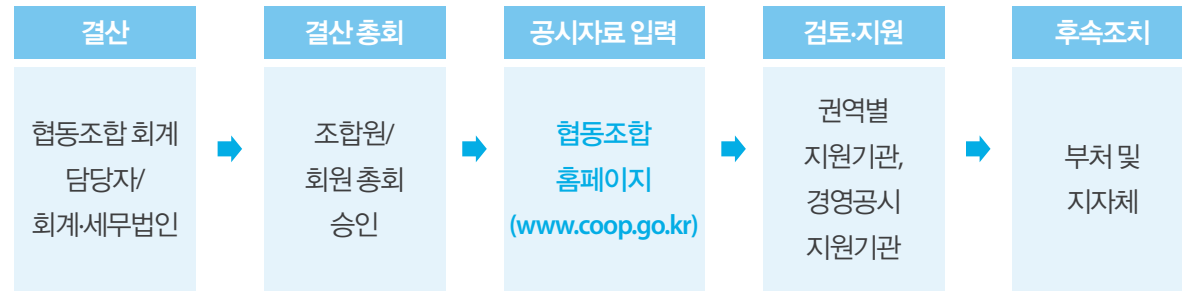 결산
협동조합 회계
담당자/
회계·세무법인
결산 총회
조합원/
회원 총회
승인
공시자료 입력
협동조합
홈페이지
(www.coop.go.kr)
검토·지원
권역별
지원기관,
경영공시
지원기관
후속조치
부처 및
지자체